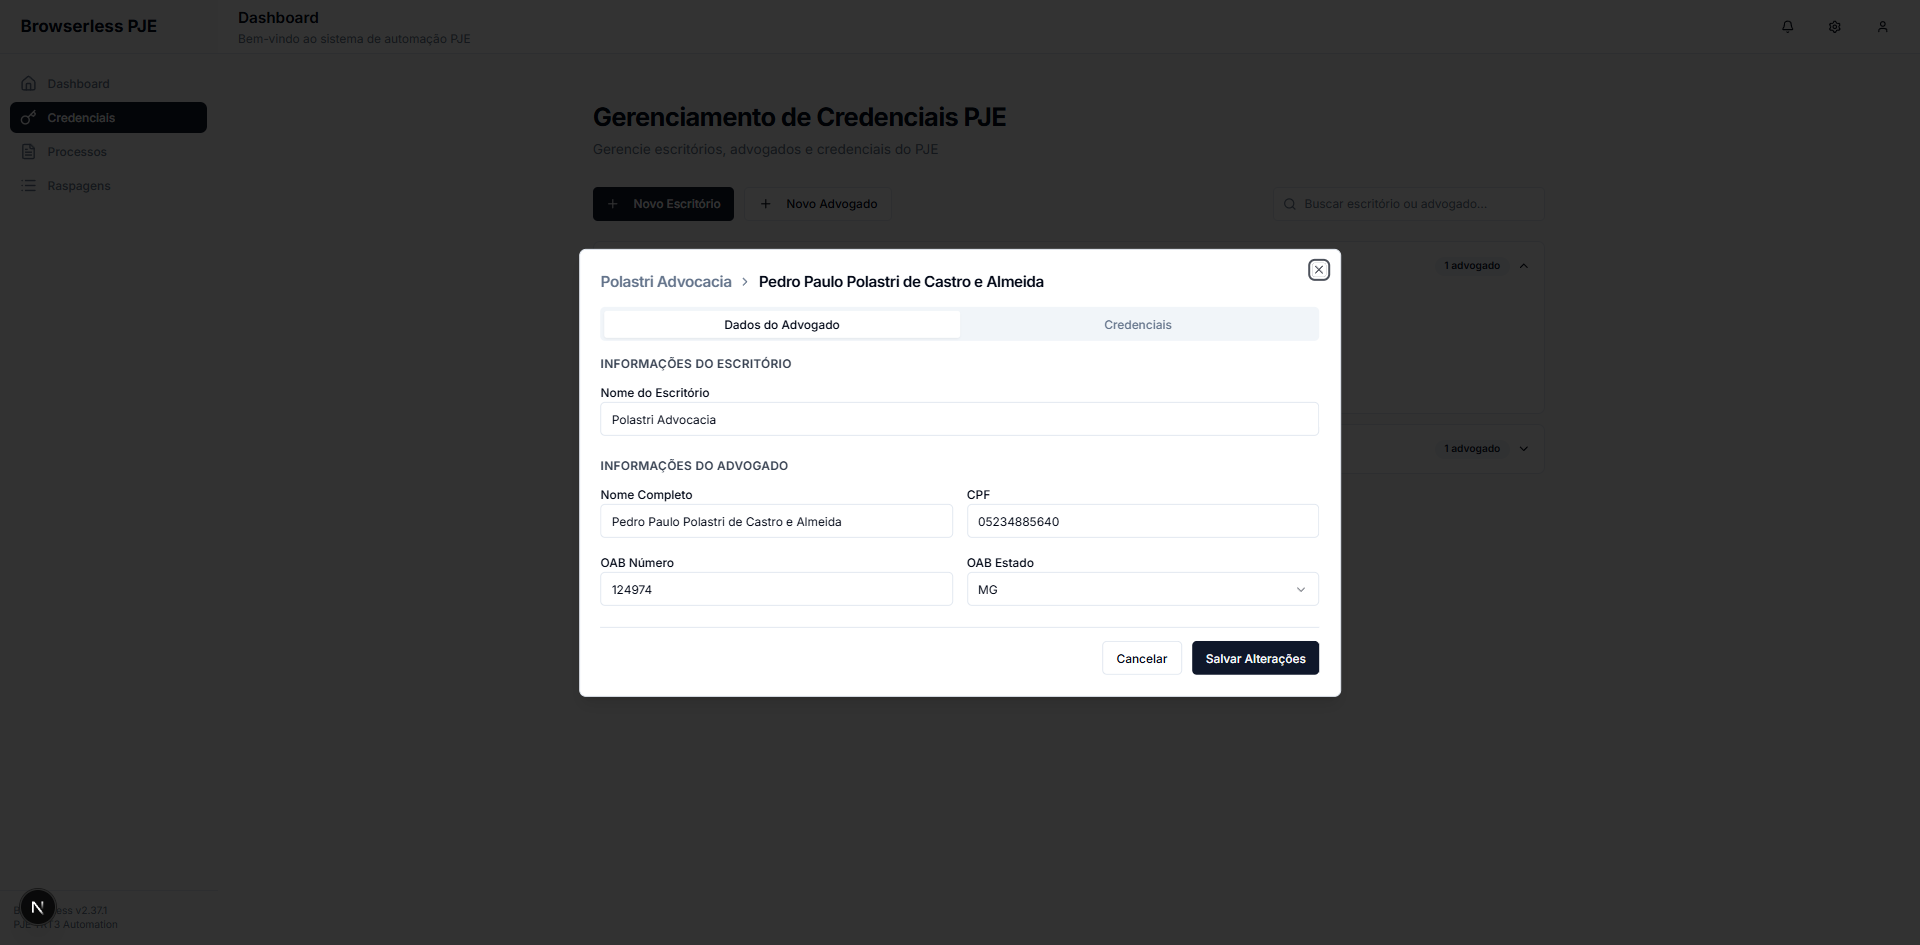 Browserless PJE
Dashboard
Bem-vindo ao sistema de automação PJE
Dashboard
Credenciais
Processos
Raspagens
Gerenciamento de Credenciais PJE
Gerencie escritórios, advogados e credenciais do PJE
Novo Escritório
Novo Advogado
Buscar escritório ou advogado...
1 advogado
1 advogado
Polastri Advocacia > Pedro Paulo Polastri de Castro e Almeida
Dados do Advogado
Credenciais
INFORMAÇÕES DO ESCRITÓRIO
Nome do Escritório
Polastri Advocacia
INFORMAÇÕES DO ADVOGADO
Nome Completo
CPF
Pedro Paulo Polastri de Castro e Almeida
05234885640
OAB Número
OAB Estado
124974
MG
Cancelar
Salvar Alterações
N
v2.37.1
PJE Automation